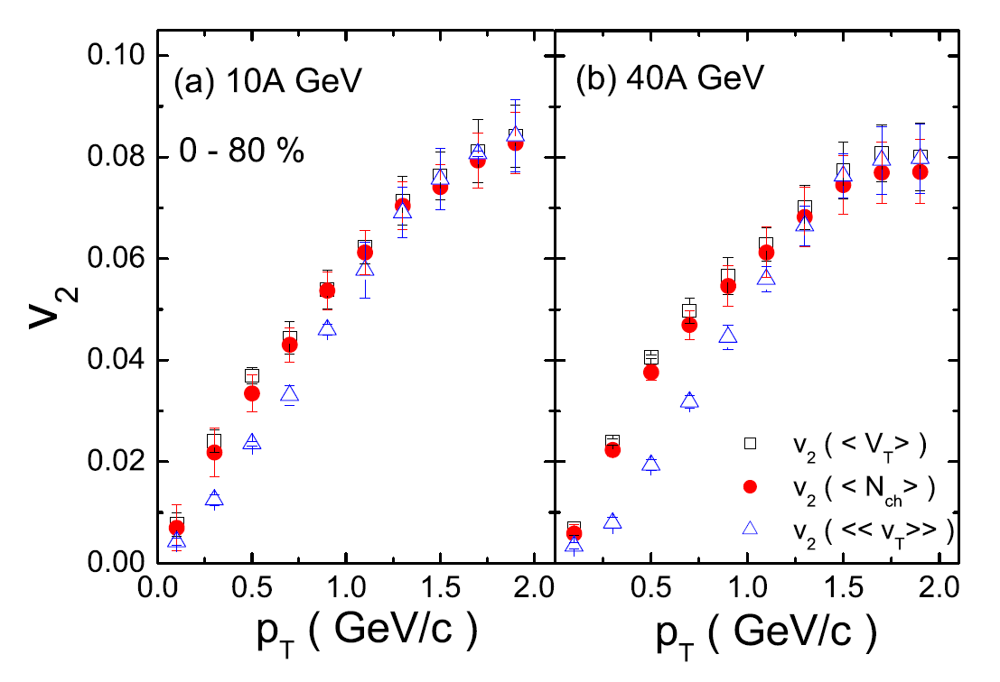 (a) 10A GeV
0 - 80 %
0.10
0.08
0.06
0.04
0.02
0.00
v2
0.0 0.5 1.0 1.5 2.0
pT ( GeV/c )
(b) 40A GeV
v2 ( < VT> )
v2 ( < Nch> )
v2 ( << vT>> )
0.5 1.0 1.5 2.0
pT ( GeV/c )